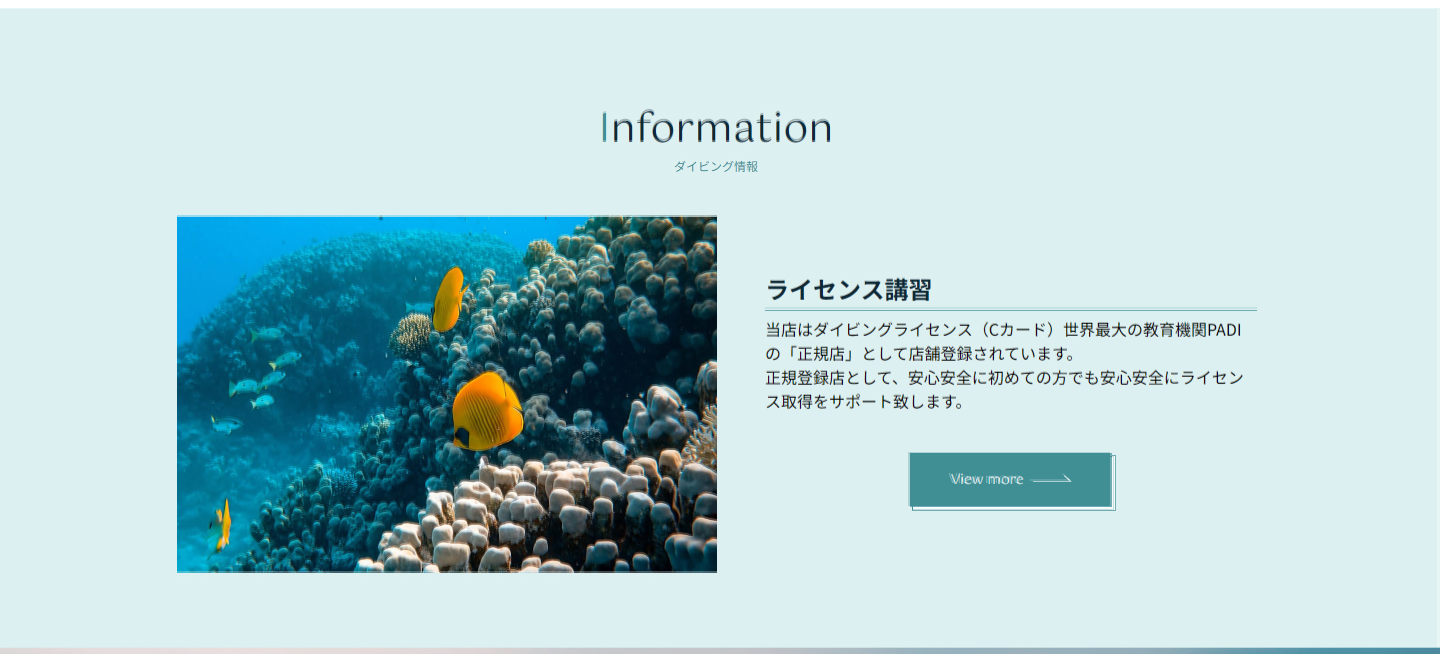 Information
ダイビング情報
ライセンス講習
当店はダイビングライセンス（Cカード）世界最大の教育機関PADI
の「正規店」として店舗登録されています。
正規登録店として、安心安全に初めての方でも安心安全にライセン
ス取得をサポート致します。
View more